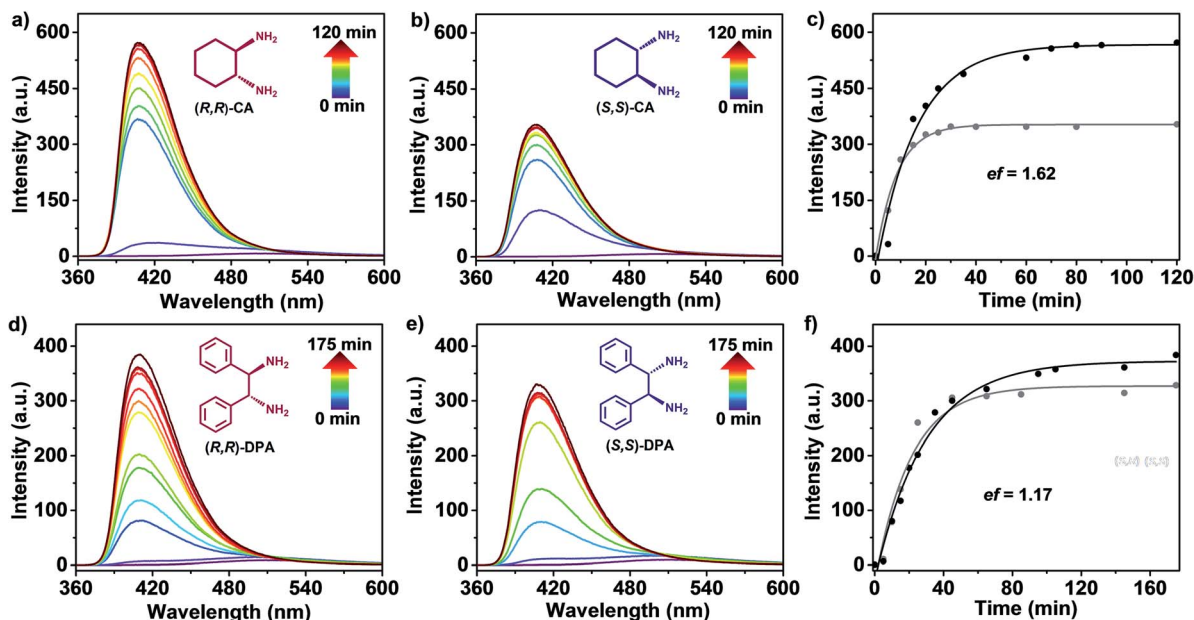 a)
600
450
300
150
0
360
420
480
540
600
Intensity (a.u.)
Wavelength (nm)
NH2
NH2
(R,R)-CA
120 min
0 min
b)
600
450
300
150
0
360
420
480
540
600
Intensity (a.u.)
Wavelength (nm)
NH2
NH2
(S,S)-CA
120 min
0 min
c)
600
450
300
150
0
0
20
40
60
80
100
120
Intensity (a.u.)
Time (min)
ef = 1.62
d)
400
300
200
100
0
360
420
480
540
600
Intensity (a.u.)
Wavelength (nm)
NH2
NH2
(R,R)-DPA
175 min
0 min
e)
400
300
200
100
0
360
420
480
540
600
Intensity (a.u.)
Wavelength (nm)
NH2
NH2
(S,S)-DPA
175 min
0 min
f)
400
300
200
100
0
0
40
80
120
160
Intensity (a.u.)
Time (min)
ef = 1.17